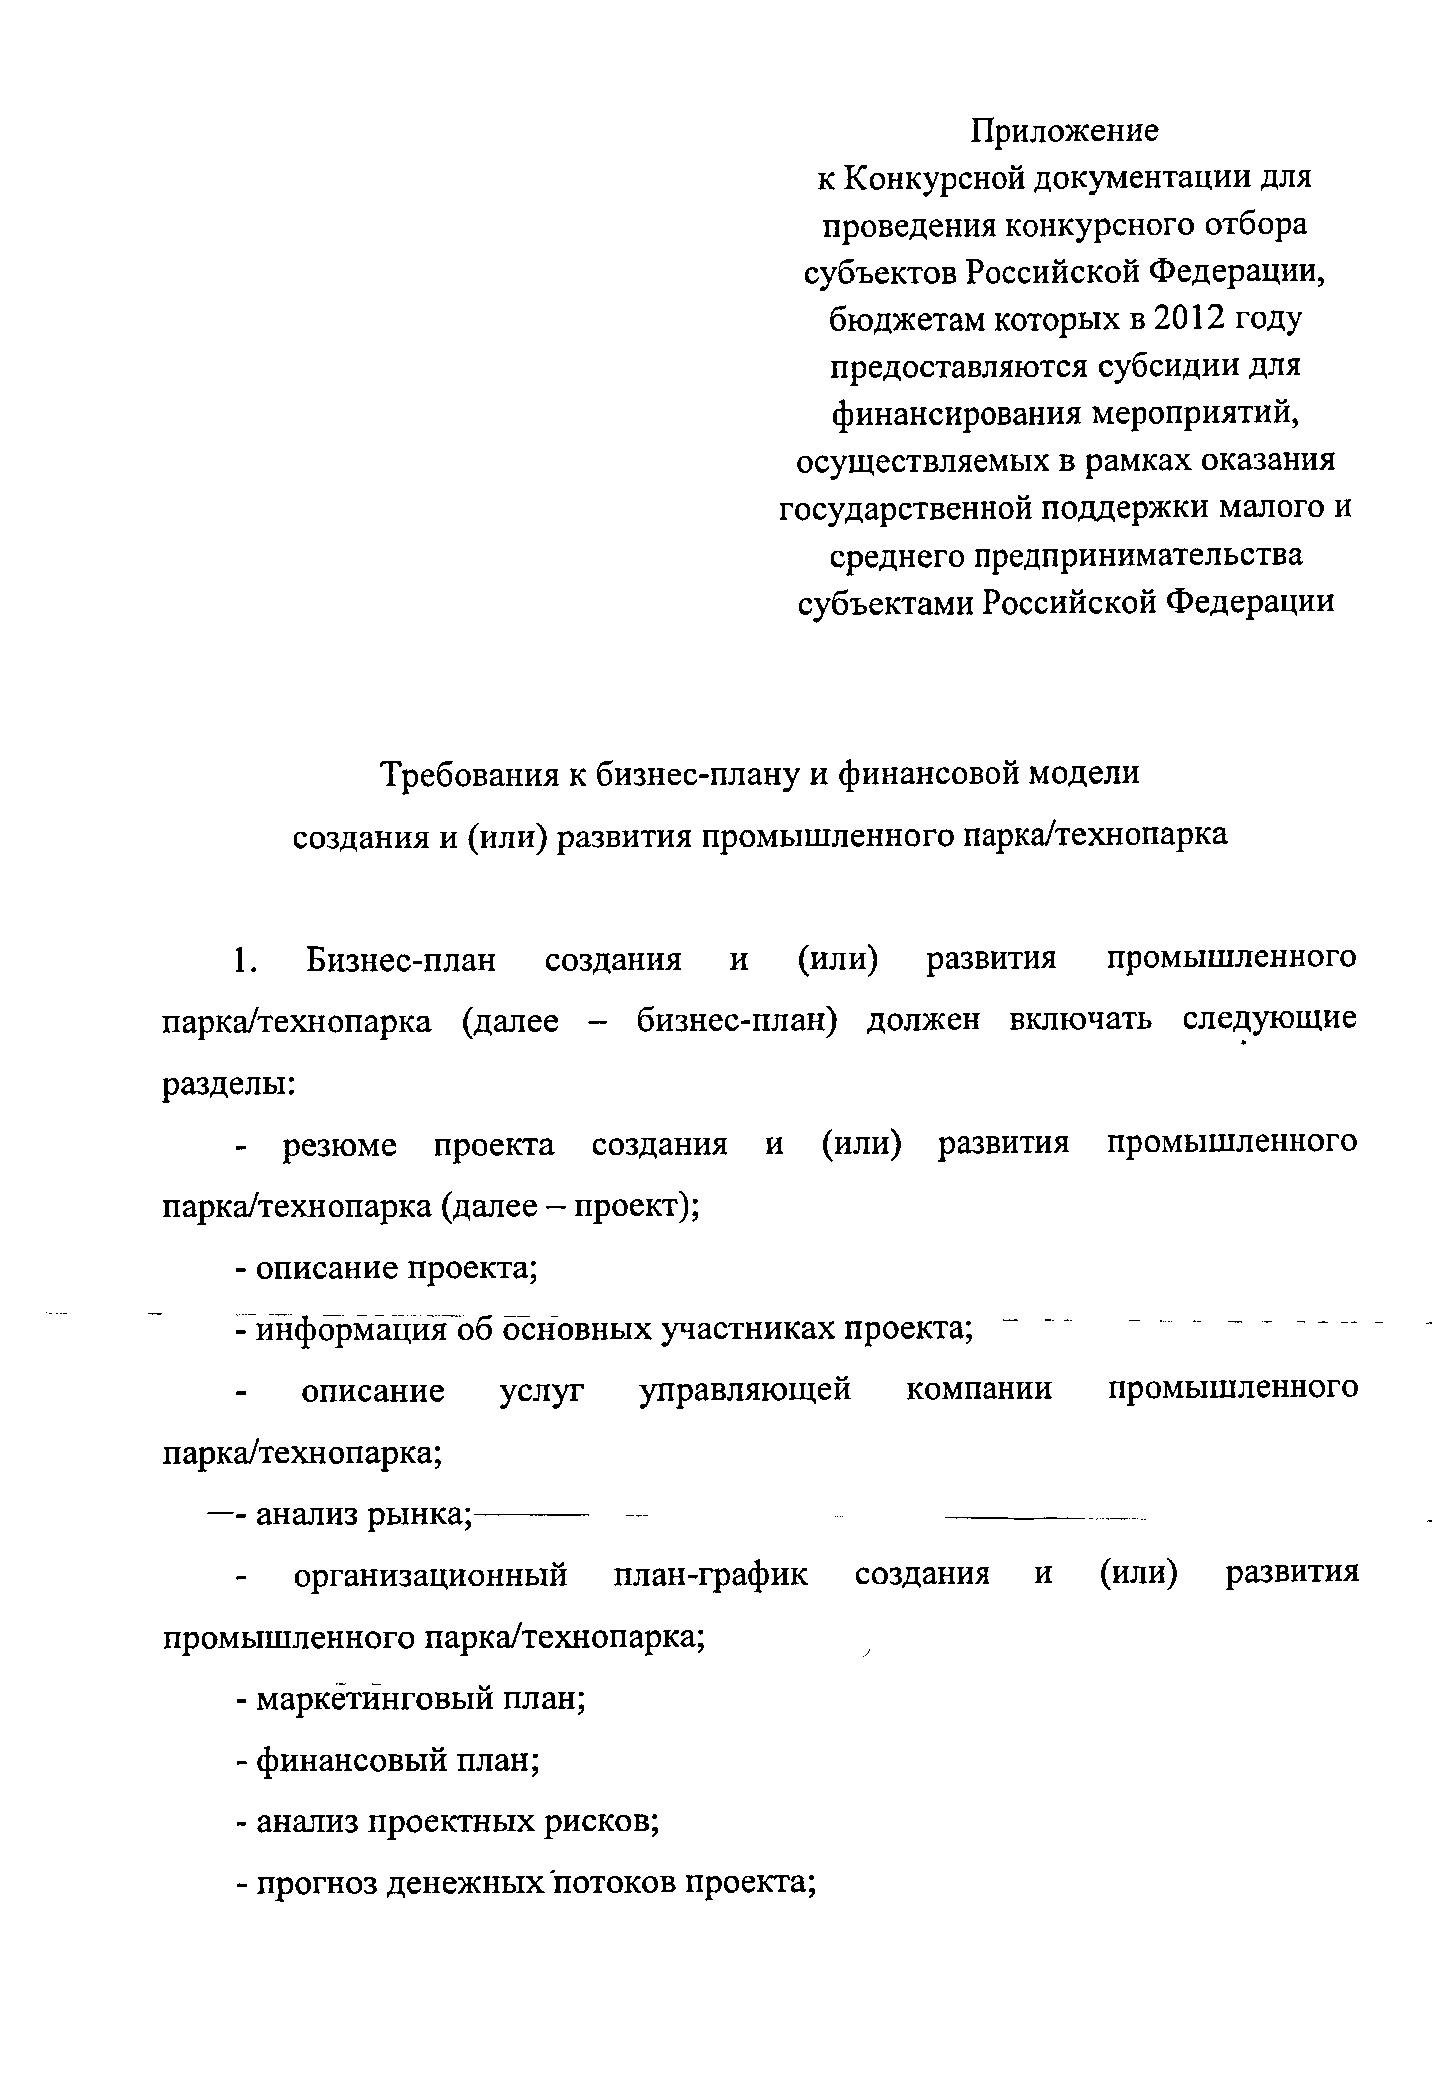 Приложение
к Конкурсной документации для
проведения конкурсного отбора
субъектов Российской Федерации,
бюджетам которых в 2012 году
предоставляются субсидии для
финансирования мероприятий,
осуществляемых в рамках оказания
государственной поддержки малого и
среднего предпринимательства
субъектами Российской Федерации
Требования к бизнес-плану и финансовой модели
создания и (или) развития промышленного парка/технопарка
1. Бизнес-план создания и (или) развития промышленного
парка/технопарка (далее – бизнес-план) должен включать следующие
разделы:
- резюме проекта создания и (или) развития промышленного
парка/технопарка (далее – проект);
- описание проекта;
- информация об основных участниках проекта;
- описание услуг управляющей компании промышленного
парка/технопарка;
- анализ рынка;
- организационный план-график создания и (или) развития
промышленного парка/технопарка;
- маркетинговый план;
- финансовый план;
- анализ проектных рисков;
- прогноз денежных потоков проекта;